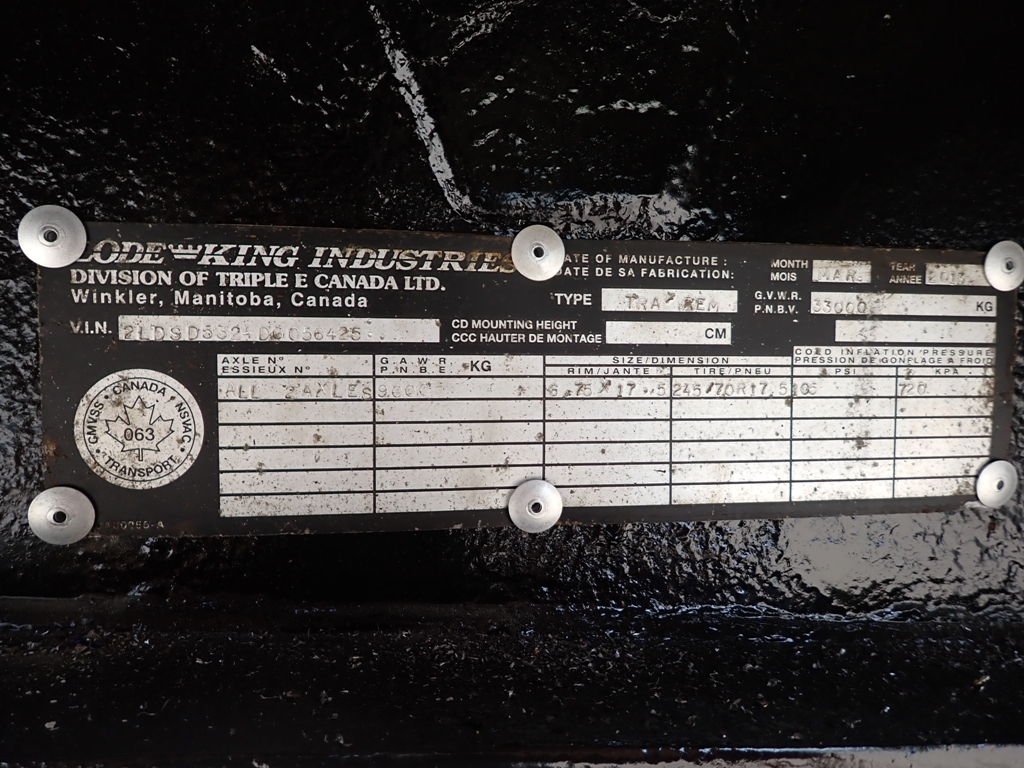 LODE KING INDUSTRIES
DIVISION OF TRIPLE E CANADA LTD.
Winkler, Manitoba, Canada
DATE OF MANUFACTURE :
DATE DE SA FABRICATION:
MONTH
MOIS
MAR.
YEAR
ANNEE
TYPE TRA/REM
G.V.W.R.
P.N.B.V.
33000 KG
V.I.N.
CD MOUNTING HEIGHT
CCC HAUTER DE MONTAGE
CM
AXLE Nº
ESSIEUX Nº
G.A.W.R
P.N.B.E.
KG
SIZE/DIMENSION
RIM/JANTE
TIRE/PNEU
COLD INFLATION PRESSURE
PRESSION DE GONFLAGE A FROID
PSI
KPA
ALL AXLES 6.75 X 17.5 245/70R17.5 105 720
CMVSS · CANADA · NSVAC
063
TRANSPORT